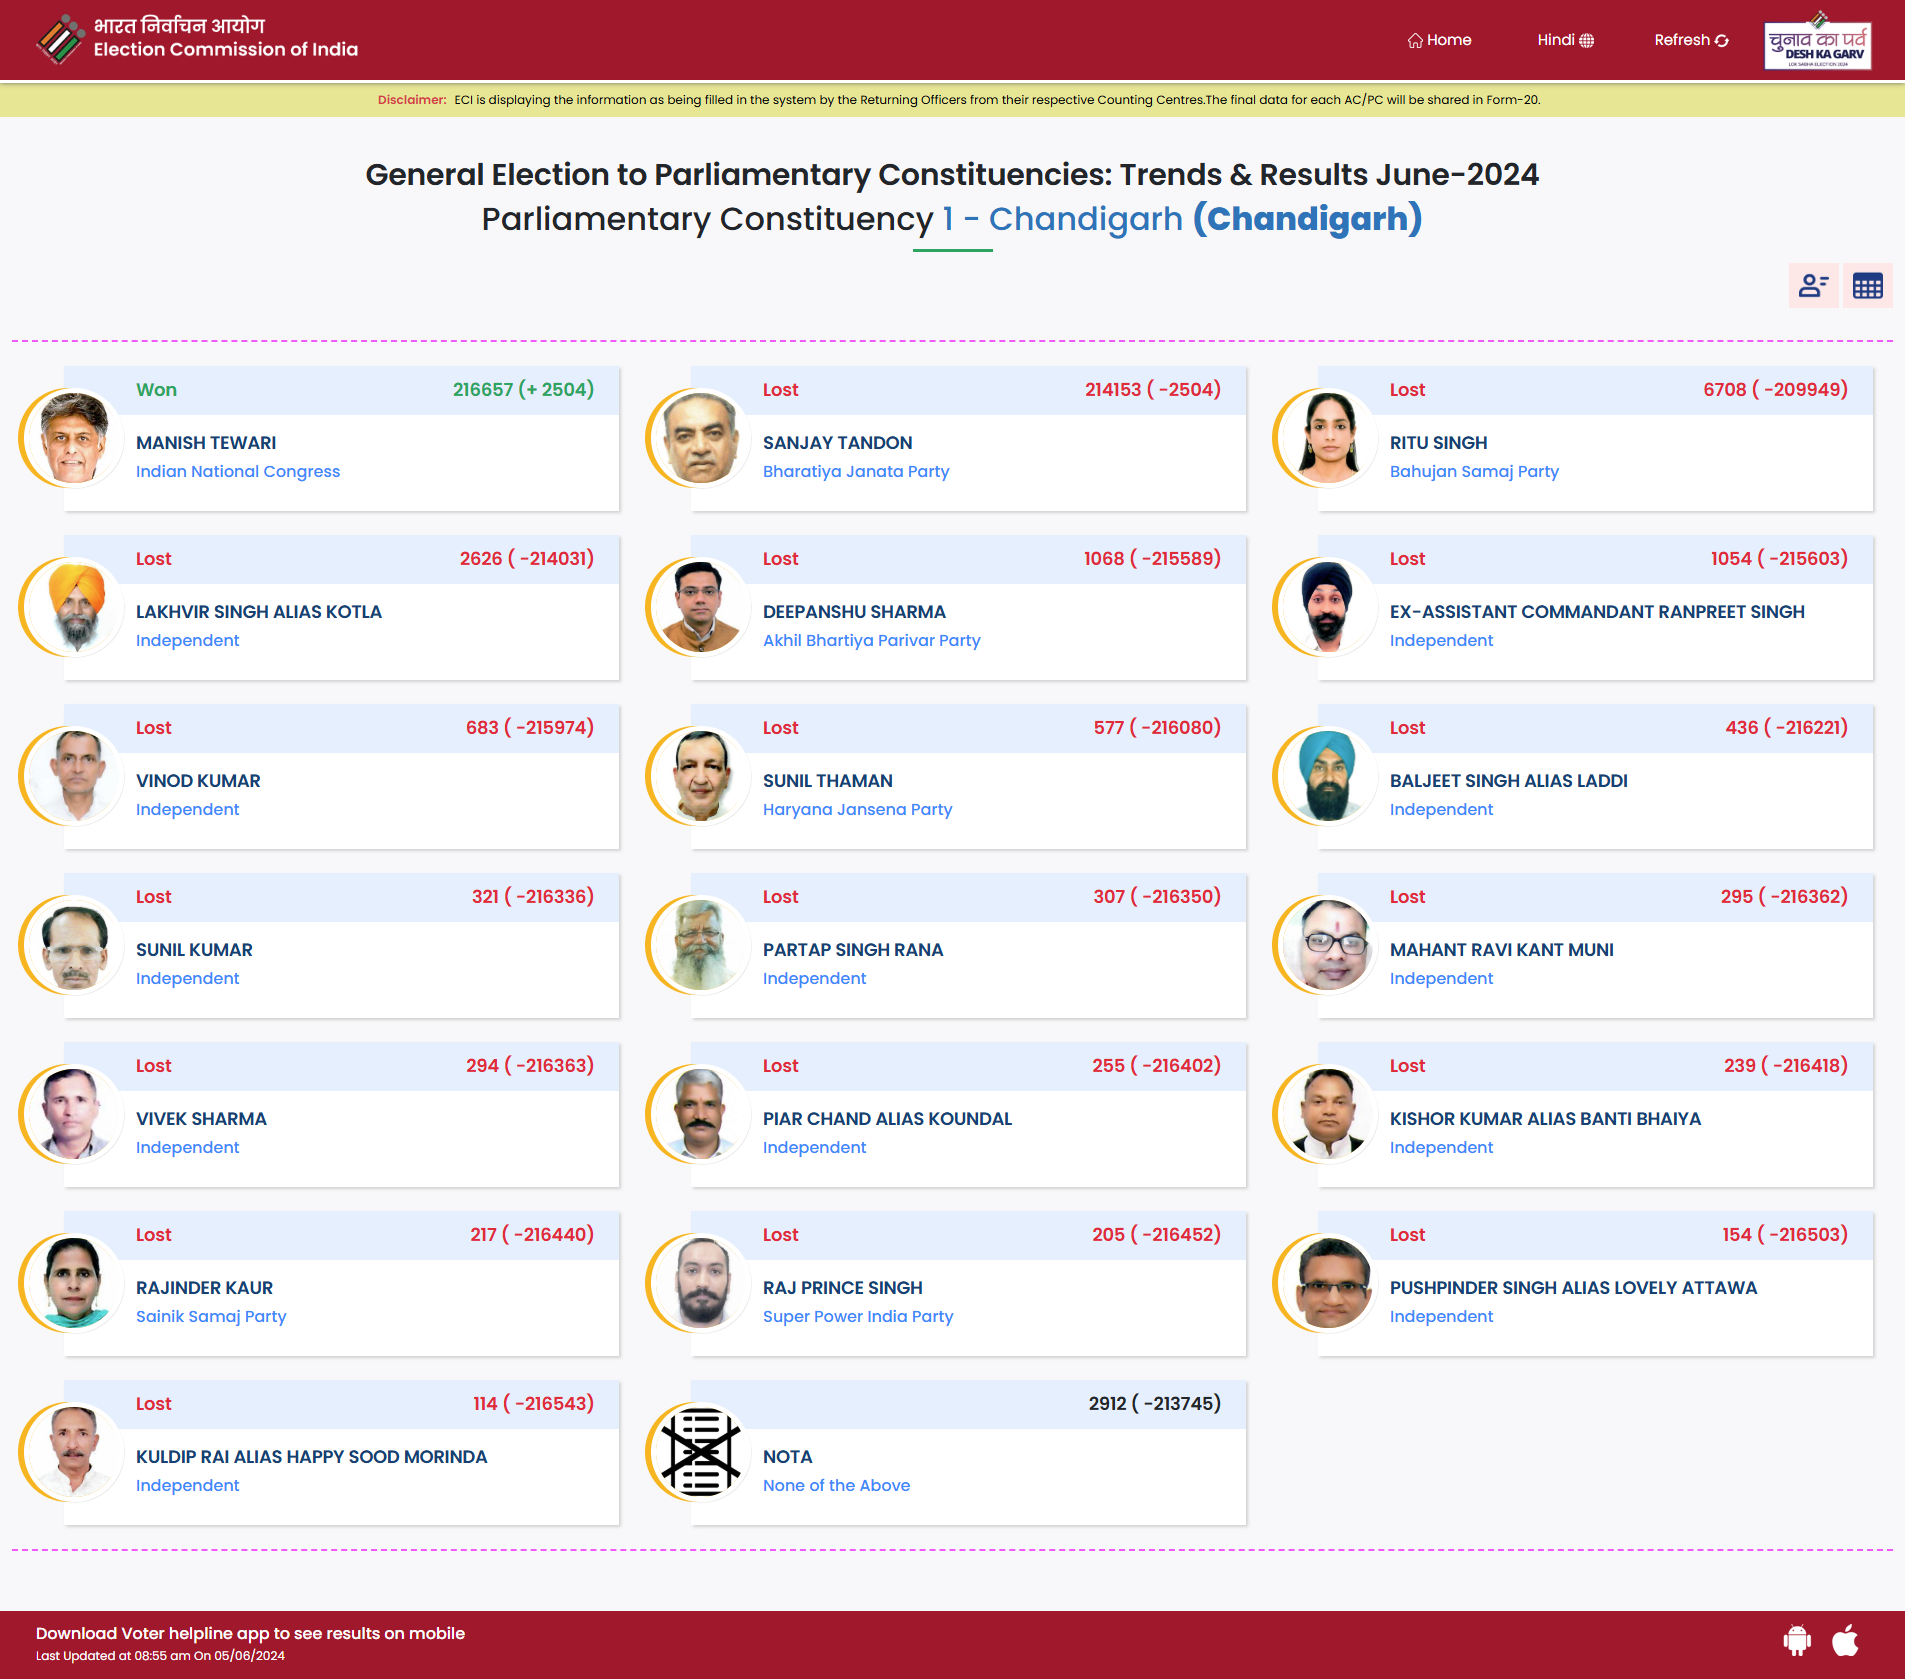 भारत निर्वाचन आयोग
Election Commission of India
Home
Hindi
Refresh
चुनाव का पर्व
DESH KA GARV
LOK SABHA ELECTION 2024
Disclaimer: ECI is displaying the information as being filled in the system by the Returning Officers from their respective Counting Centres.The final data for each AC/PC will be shared in Form-20.
General Election to Parliamentary Constituencies: Trends & Results June-2024
Parliamentary Constituency 1 - Chandigarh (Chandigarh)
Won 216657 (+ 2504)
MANISH TEWARI
Indian National Congress
Lost 214153 ( -2504)
SANJAY TANDON
Bharatiya Janata Party
Lost 6708 ( -209949)
RITU SINGH
Bahujan Samaj Party
Lost 2626 ( -214031)
LAKHVIR SINGH ALIAS KOTLA
Independent
Lost 1068 ( -215589)
DEEPANSHU SHARMA
Akhil Bhartiya Parivar Party
Lost 1054 ( -215603)
EX-ASSISTANT COMMANDANT RANPREET SINGH
Independent
Lost 683 ( -215974)
VINOD KUMAR
Independent
Lost 577 ( -216080)
SUNIL THAMAN
Haryana Jansena Party
Lost 436 ( -216221)
BALJEET SINGH ALIAS LADDI
Independent
Lost 321 ( -216336)
SUNIL KUMAR
Independent
Lost 307 ( -216350)
PARTAP SINGH RANA
Independent
Lost 295 ( -216362)
MAHANT RAVI KANT MUNI
Independent
Lost 294 ( -216363)
VIVEK SHARMA
Independent
Lost 255 ( -216402)
PIAR CHAND ALIAS KOUNDAL
Independent
Lost 239 ( -216418)
KISHOR KUMAR ALIAS BANTI BHAIYA
Independent
Lost 217 ( -216440)
RAJINDER KAUR
Sainik Samaj Party
Lost 205 ( -216452)
RAJ PRINCE SINGH
Super Power India Party
Lost 154 ( -216503)
PUSHPINDER SINGH ALIAS LOVELY ATTAWA
Independent
Lost 114 ( -216543)
KULDIP RAI ALIAS HAPPY SOOD MORINDA
Independent
2912 ( -213745)
NOTA
None of the Above
Download Voter helpline app to see results on mobile
Last Updated at 08:55 am On 05/06/2024